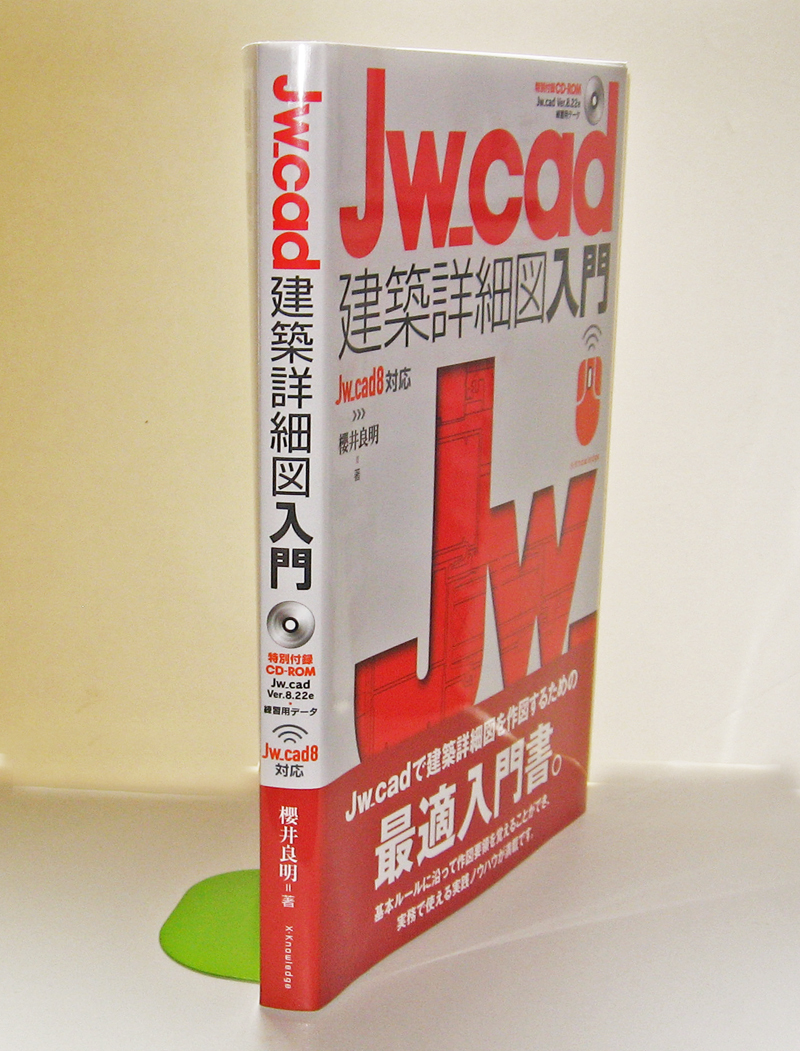 Jw_cad
建築詳細図入門
特別付録
CD-ROM
Jw_cad
Ver.8.22e
・
練習用データ
Jw_cad8
対応
櫻井良明=著
X-Knowledge
特別付録CD-ROM
Jw_cad Ver.8.22e
練習用データ
Jw_cad
建築詳細図入門
Jw_cad8対応
>>>
櫻井良明
=
著
Jw_
Jw_cadで建築詳細図を作図するための
最適入門書。
基本ルールに沿って作図要領を覚えることができ、
実務で使える実践ノウハウが満載です。